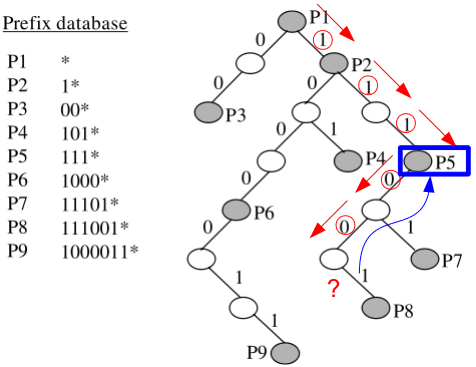 Prefix database
P1 *
P2 1*
P3 00*
P4 101*
P5 111*
P6 1000*
P7 11101*
P8 111001*
P9 1000011*
P1
0 1
P2
0 0 1
P3
0 1 1
P4 P5
0 0
P6
0 0 1
P7
1 ? 1
P8
1
P9